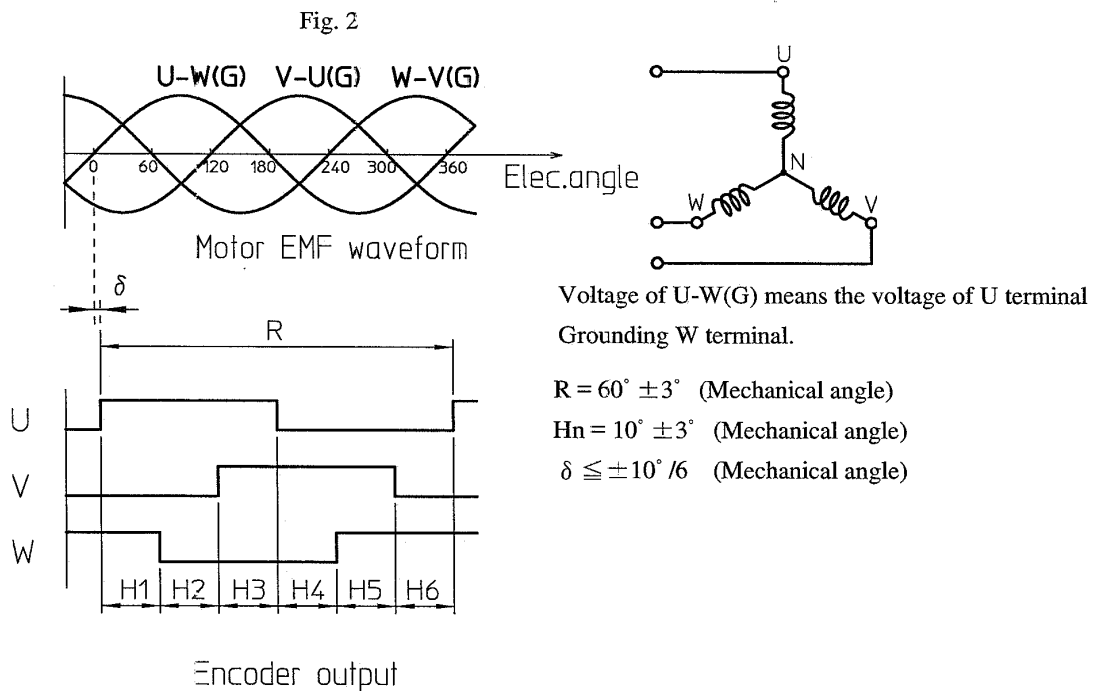 Fig. 2
U-W(G) V-U(G) W-V(G)
0 60 120 180 240 300 360
Elec.angle
Motor EMF waveform
δ
R
U
V
W
H1 H2 H3 H4 H5 H6
Encoder output
U
N
W
V
Voltage of U-W(G) means the voltage of U terminal
Grounding W terminal.
R = 60° ±3° (Mechanical angle)
Hn = 10° ±3° (Mechanical angle)
δ ≦ ±10° /6 (Mechanical angle)